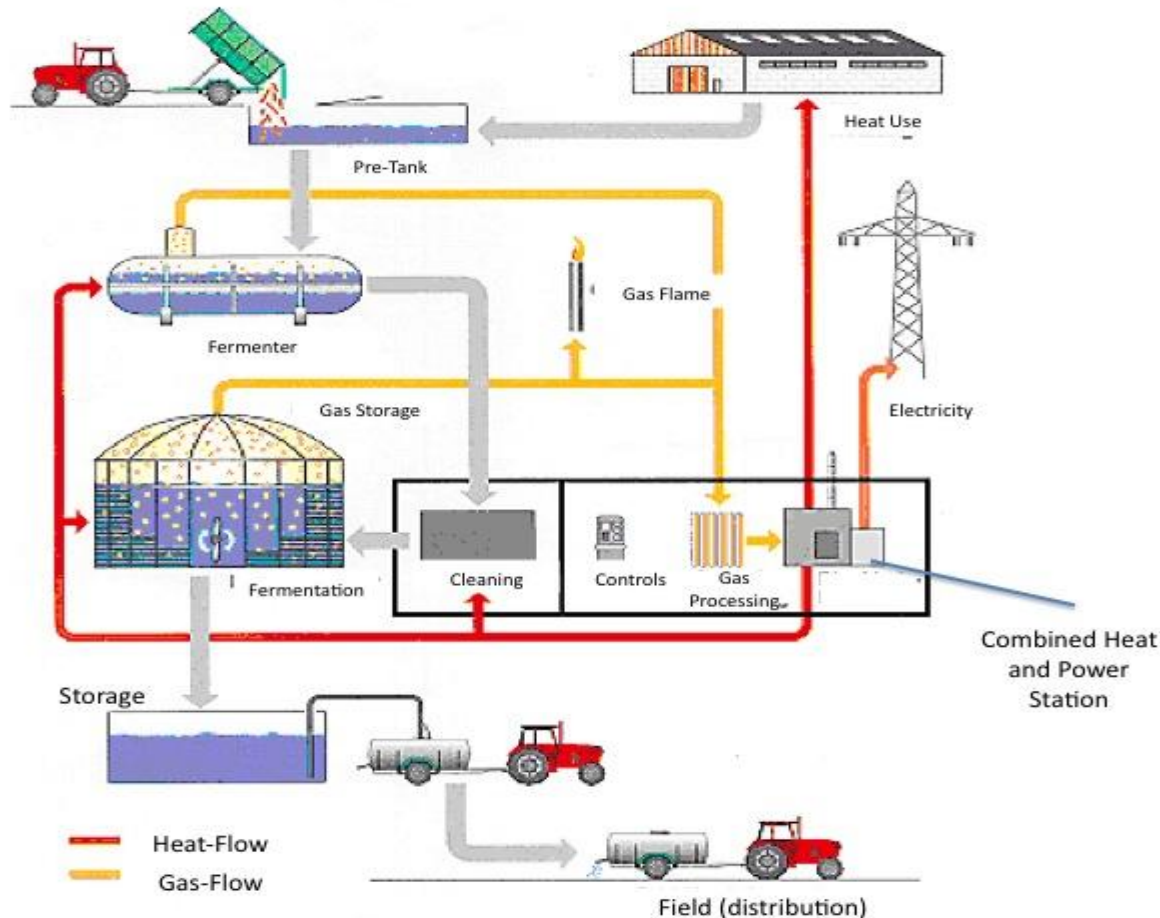 Heat Use
Pre-Tank
Gas Flame
Fermenter
Gas Storage
Electricity
Fermentation
Cleaning
Controls
Gas
Processing
Combined Heat
and Power
Station
Storage
Heat-Flow
Gas-Flow
Field (distribution)